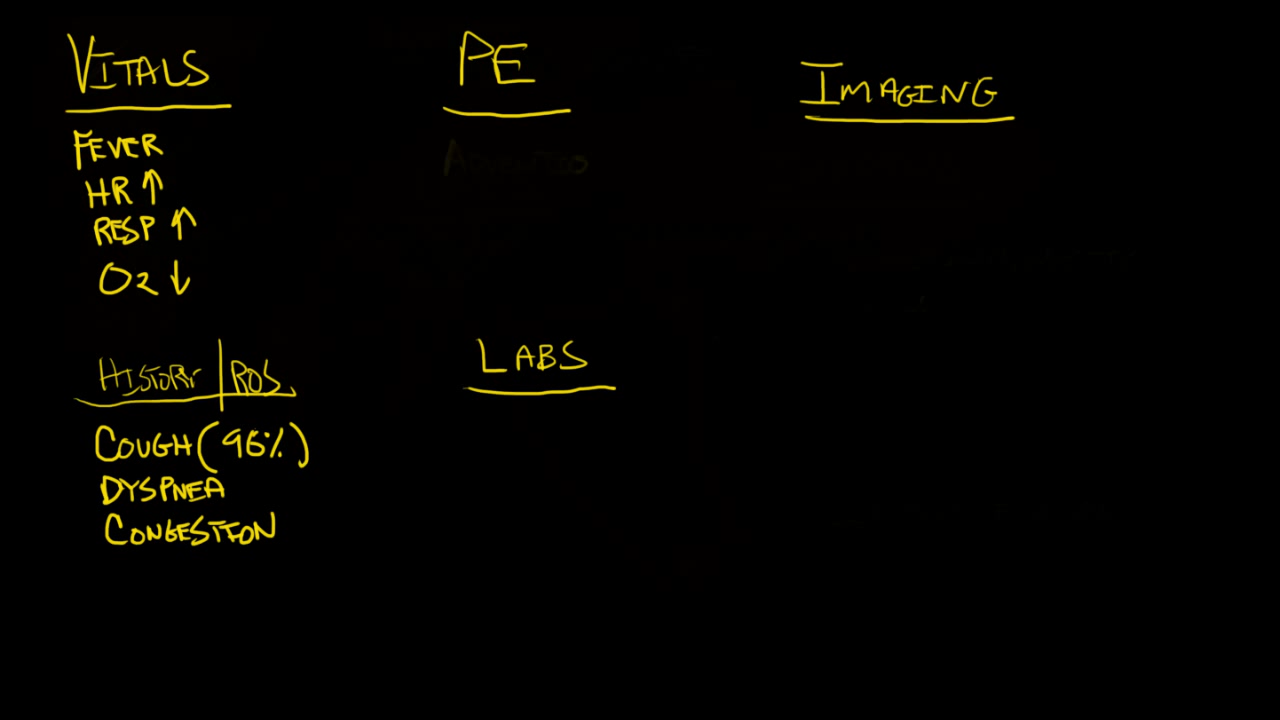 VITALS
FEVER
HR ↑
RESP ↑
O2 ↓
HISTORY | ROS
COUGH (96%)
DYSPNEA
CONGESTION
PE
LABS
IMAGING